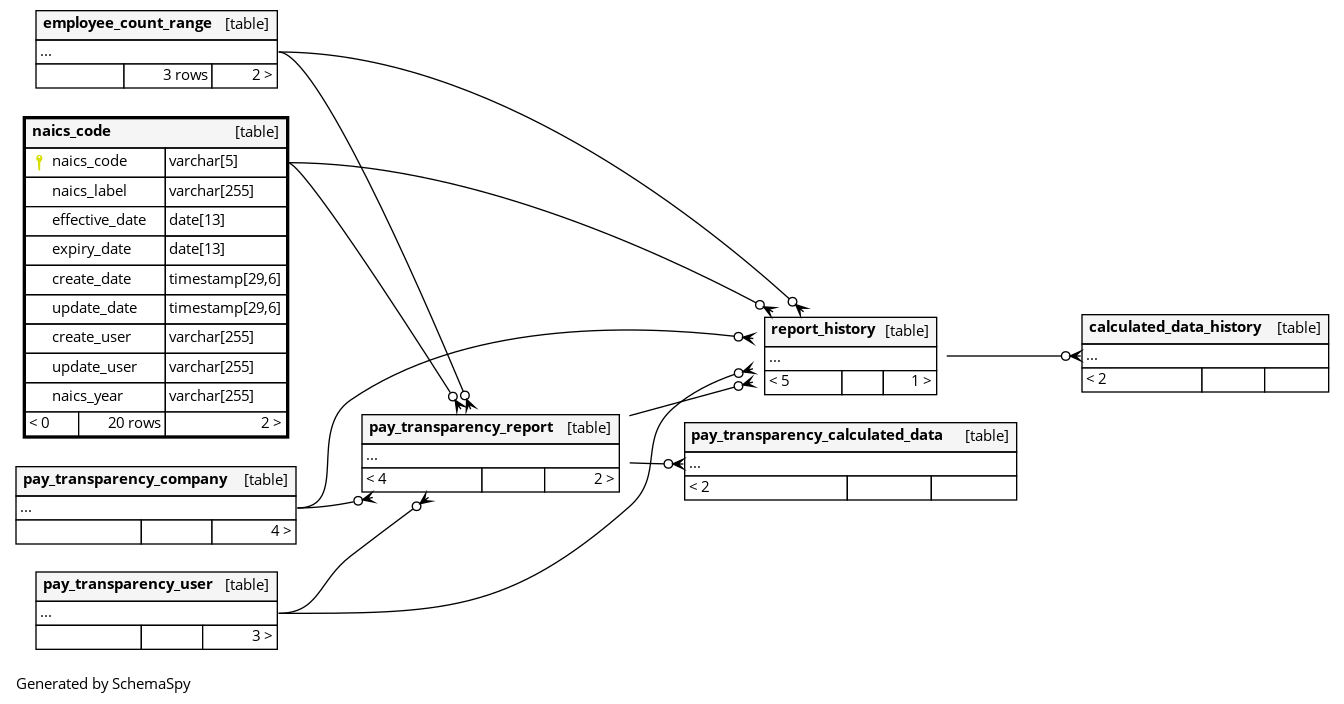 employee_count_range [table]
...
3 rows 2 >
naics_code [table]
naics_code varchar[5]
naics_label varchar[255]
effective_date date[13]
expiry_date date[13]
create_date timestamp[29,6]
update_date timestamp[29,6]
create_user varchar[255]
update_user varchar[255]
naics_year varchar[255]
< 0 20 rows 2 >
pay_transparency_company [table]
...
4 >
pay_transparency_user [table]
...
3 >
pay_transparency_report [table]
...
< 4 2 >
report_history [table]
...
< 5 1 >
pay_transparency_calculated_data [table]
...
< 2
calculated_data_history [table]
...
< 2
Generated by SchemaSpy